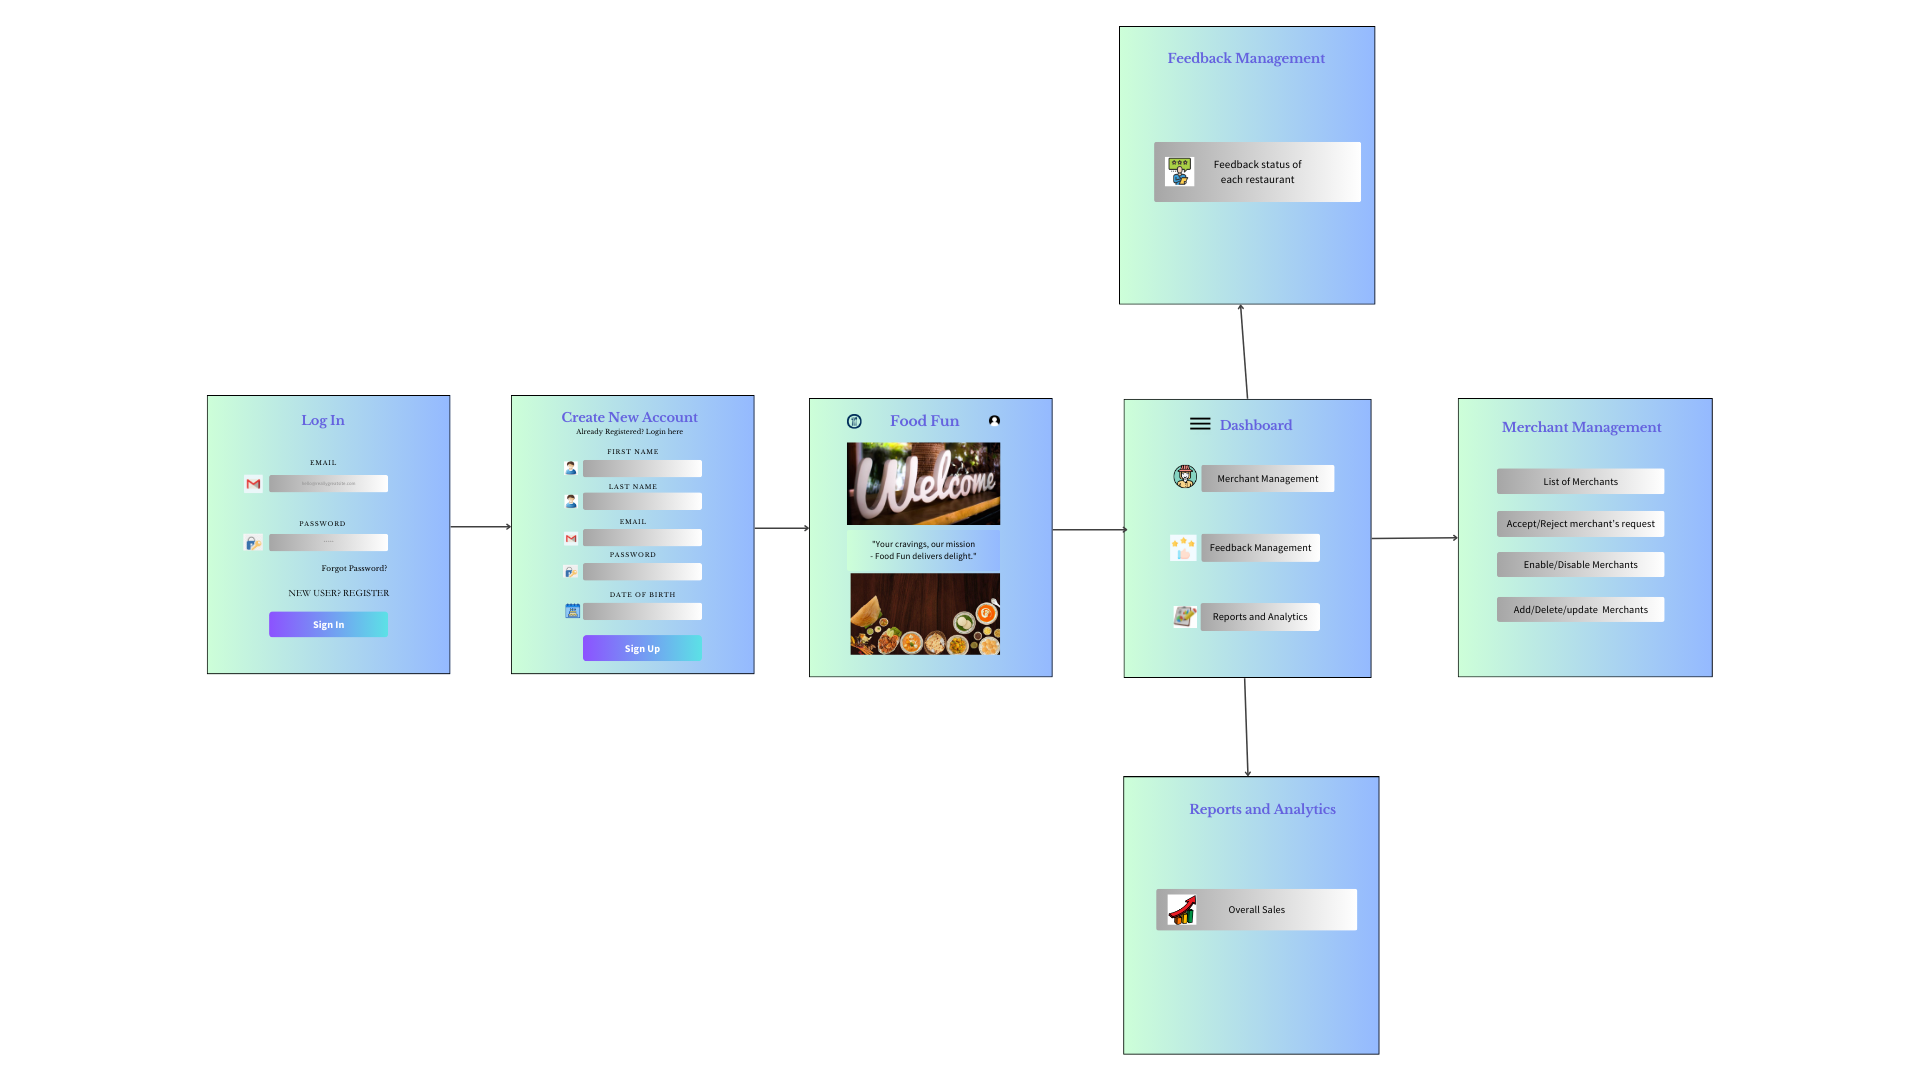 Feedback Management
Feedback status of
each restaurant
Log In
EMAIL
PASSWORD
Forgot Password?
NEW USER? REGISTER
Sign In
Create New Account
Already Registered? Login here
FIRST NAME
LAST NAME
EMAIL
PASSWORD
DATE OF BIRTH
Sign Up
Food Fun
Welcome
"Your cravings, our mission
- Food Fun delivers delight."
Dashboard
Merchant Management
Feedback Management
Reports and Analytics
Merchant Management
List of Merchants
Accept/Reject merchant's request
Enable/Disable Merchants
Add/Delete/update Merchants
Reports and Analytics
Overall Sales